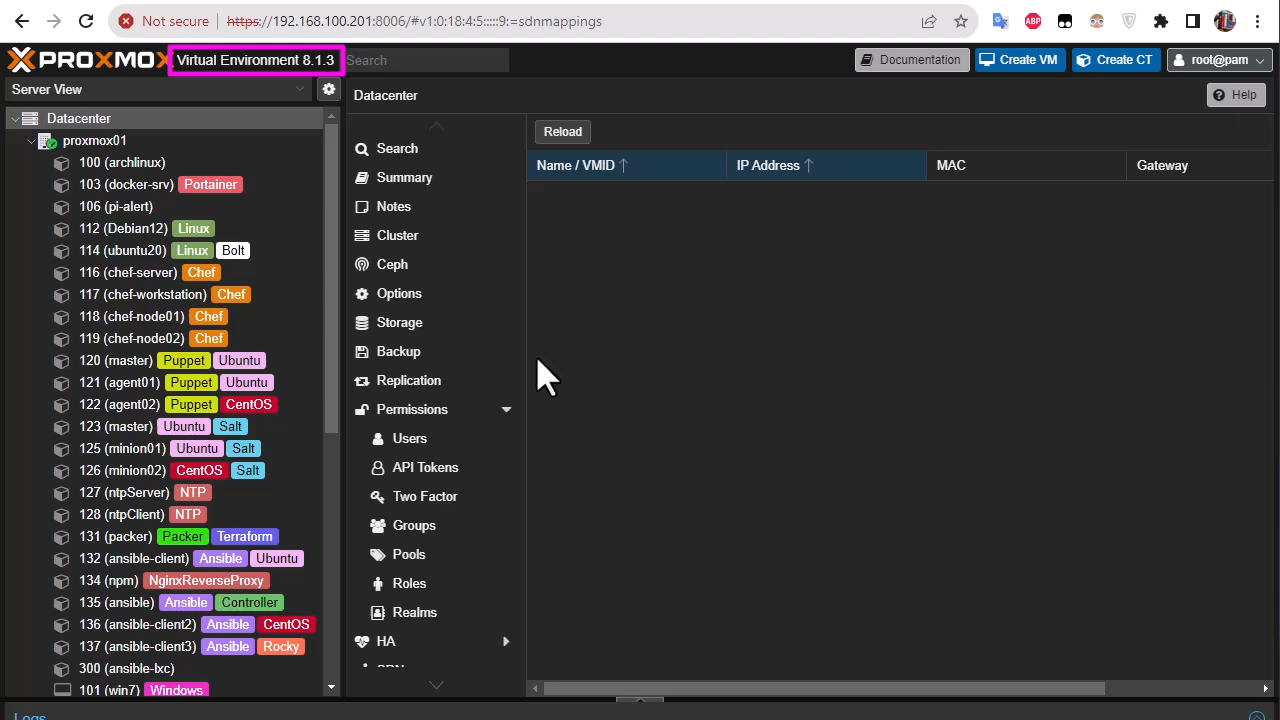 Not secure https://192.168.100.201:8006/#v1:0:18:4:5:::::9:=sdnmappings
PROXMOX Virtual Environment 8.1.3 Search Documentation Create VM Create CT root@pam
Server View
Datacenter
proxmox01
100 (archlinux)
103 (docker-srv) Portainer
106 (pi-alert)
112 (Debian12) Linux
114 (ubuntu20) Linux Bolt
116 (chef-server) Chef
117 (chef-workstation) Chef
118 (chef-node01) Chef
119 (chef-node02) Chef
120 (master) Puppet Ubuntu
121 (agent01) Puppet Ubuntu
122 (agent02) Puppet CentOS
123 (master) Ubuntu Salt
125 (minion01) Ubuntu Salt
126 (minion02) CentOS Salt
127 (ntpServer) NTP
128 (ntpClient) NTP
131 (packer) Packer Terraform
132 (ansible-client) Ansible Ubuntu
134 (npm) NginxReverseProxy
135 (ansible) Ansible Controller
136 (ansible-client2) Ansible CentOS
137 (ansible-client3) Ansible Rocky
300 (ansible-lxc)
101 (win7) Windows
Datacenter Help
Search
Summary
Notes
Cluster
Ceph
Options
Storage
Backup
Replication
Permissions
Users
API Tokens
Two Factor
Groups
Pools
Roles
Realms
HA
SDN
Reload
Name / VMID IP Address MAC Gateway
Logs